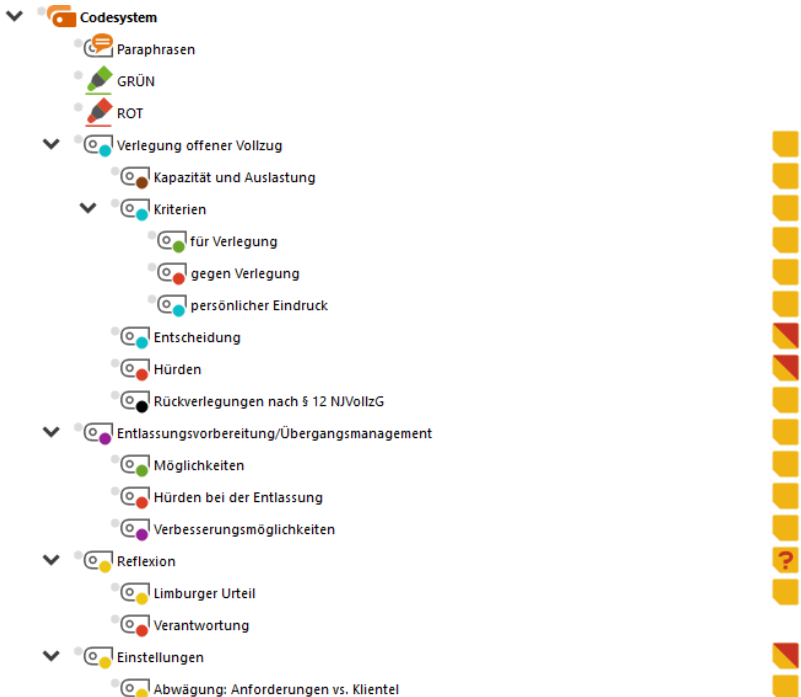 Codesystem
Paraphrasen
GRÜN
ROT
Verlegung offener Vollzug
Kapazität und Auslastung
Kriterien
für Verlegung
gegen Verlegung
persönlicher Eindruck
Entscheidung
Hürden
Rückverlegungen nach § 12 NJVollzG
Entlassungsvorbereitung/Übergangsmanagement
Möglichkeiten
Hürden bei der Entlassung
Verbesserungsmöglichkeiten
Reflexion ?
Limburger Urteil
Verantwortung
Einstellungen
Abwägung: Anforderungen vs. Klientel